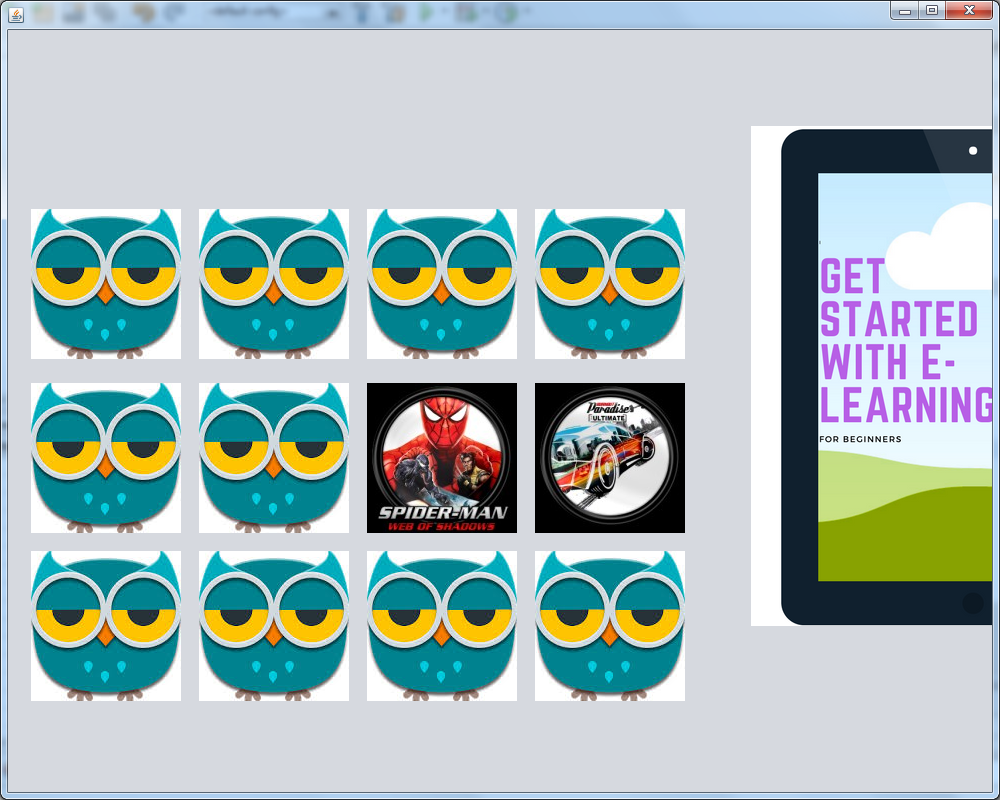 GET
STARTED
WITH E-
LEARNING
FOR BEGINNERS
Paradise
ULTIMATE
SPIDER-MAN
WEB OF SHADOWS